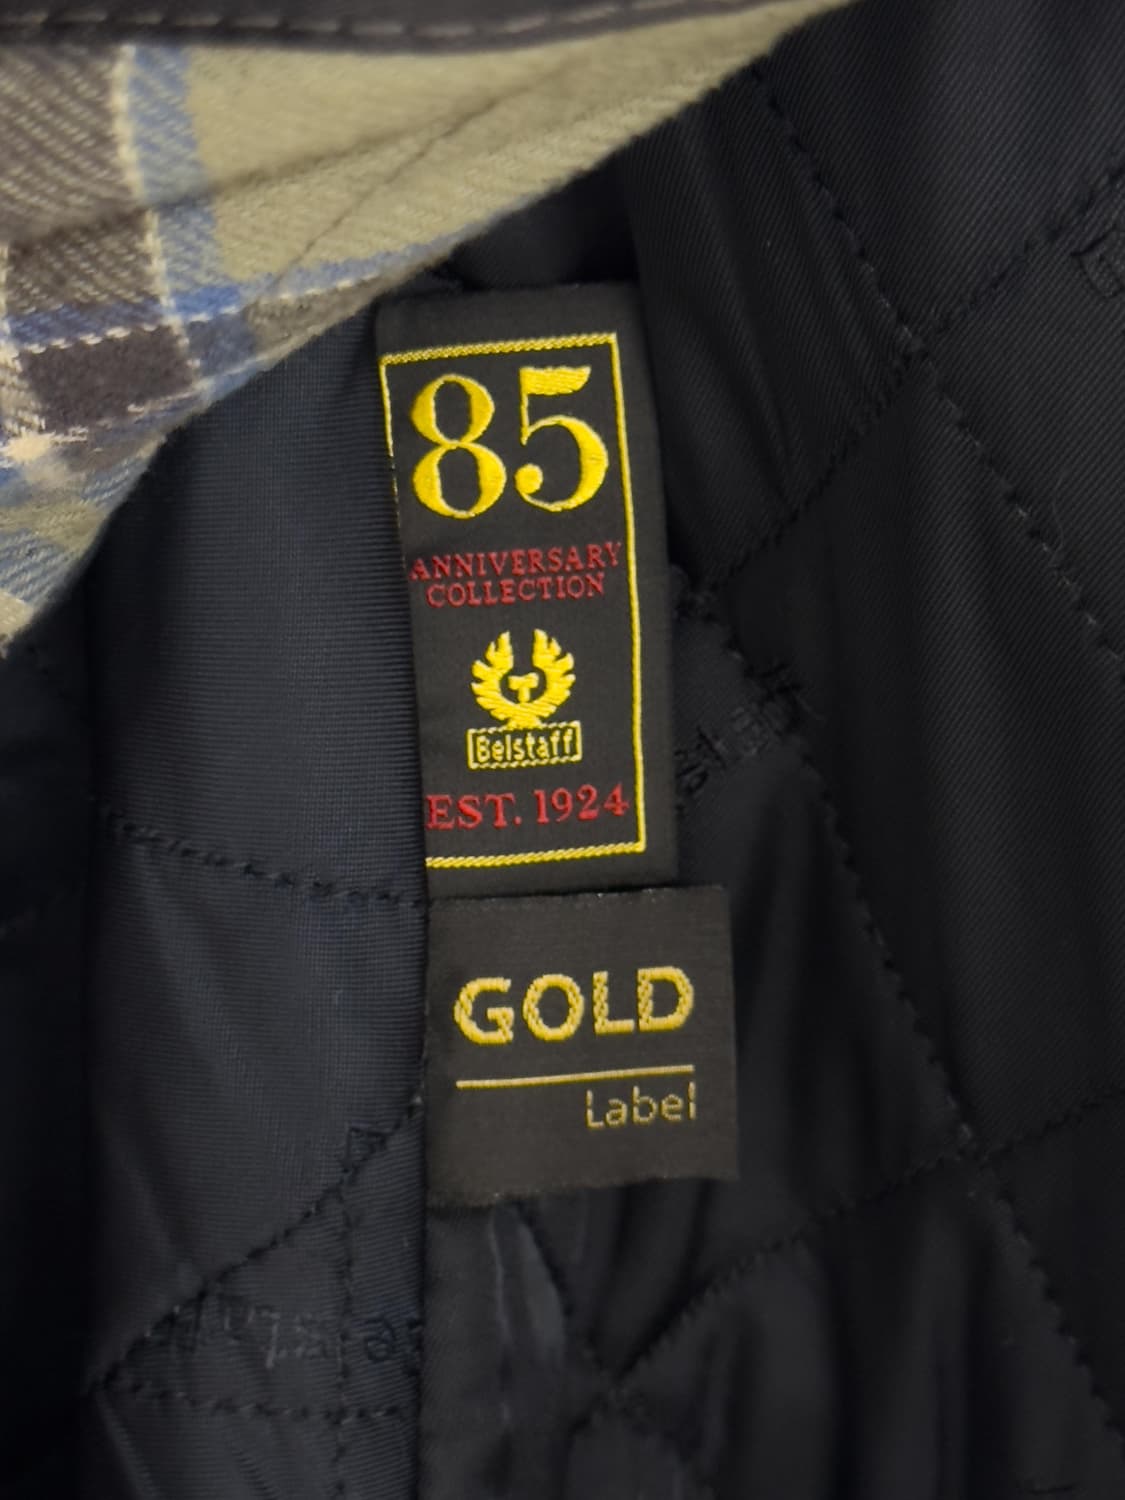 85
ANNIVERSARY
COLLECTION
Belstaff
EST. 1924
GOLD
Label